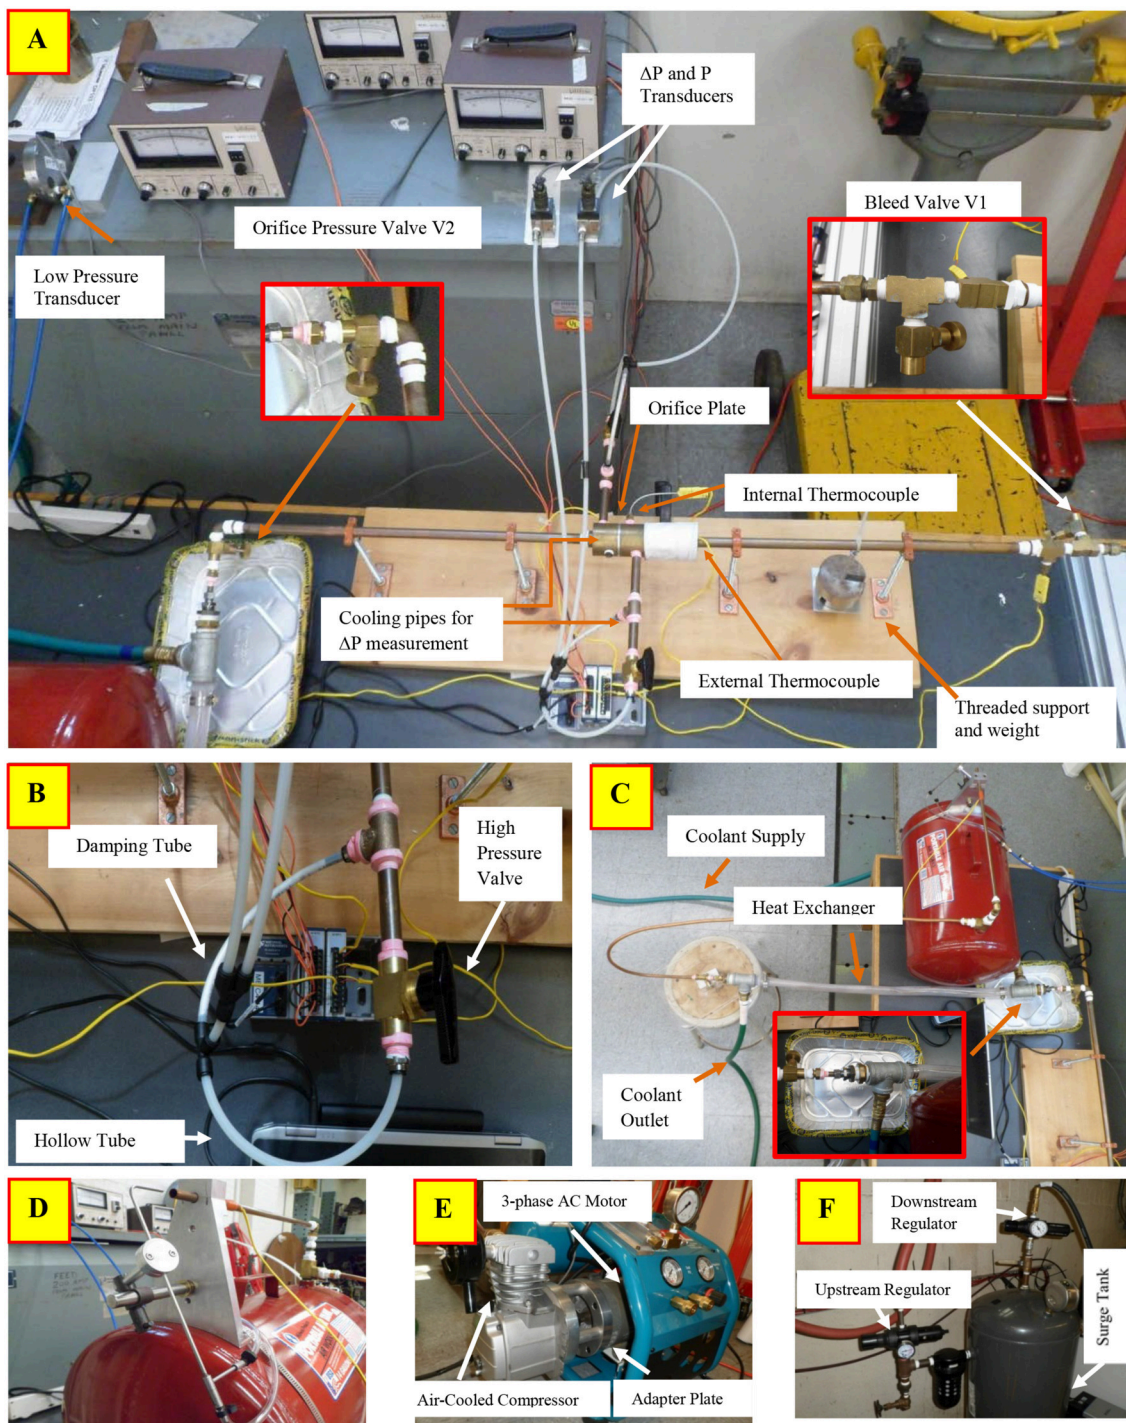 A
ΔP and P
Transducers
Bleed Valve V1
Orifice Pressure Valve V2
Low Pressure
Transducer
Orifice Plate
Internal Thermocouple
Cooling pipes for
ΔP measurement
External Thermocouple
Threaded support
and weight
B
Damping Tube
High
Pressure
Valve
Hollow Tube
C
Coolant Supply
Heat Exchanger
Coolant
Outlet
D
E
3-phase AC Motor
Air-Cooled Compressor
Adapter Plate
F
Downstream
Regulator
Upstream Regulator
Surge Tank